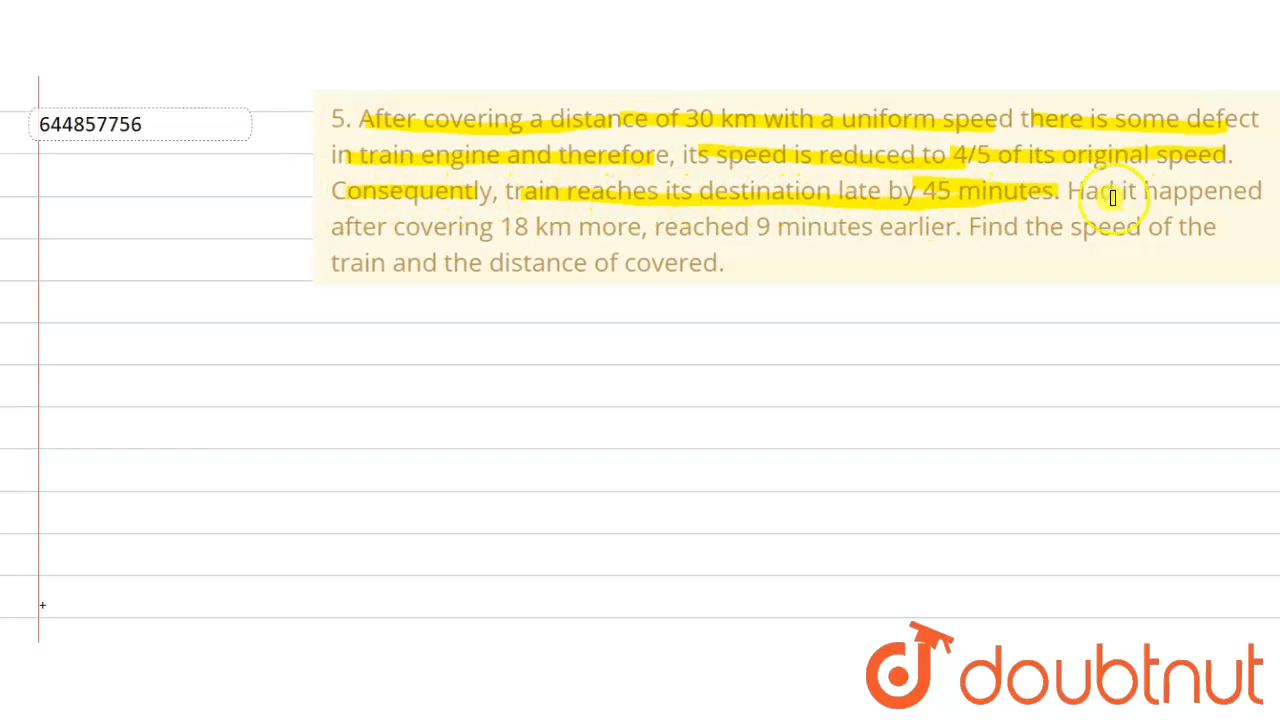 644857756
5. After covering a distance of 30 km with a uniform speed there is some defect
in train engine and therefore, its speed is reduced to 4/5 of its original speed.
Consequently, train reaches its destination late by 45 minutes. Had it happened
after covering 18 km more, reached 9 minutes earlier. Find the speed of the
train and the distance of covered.
+
doubtnut